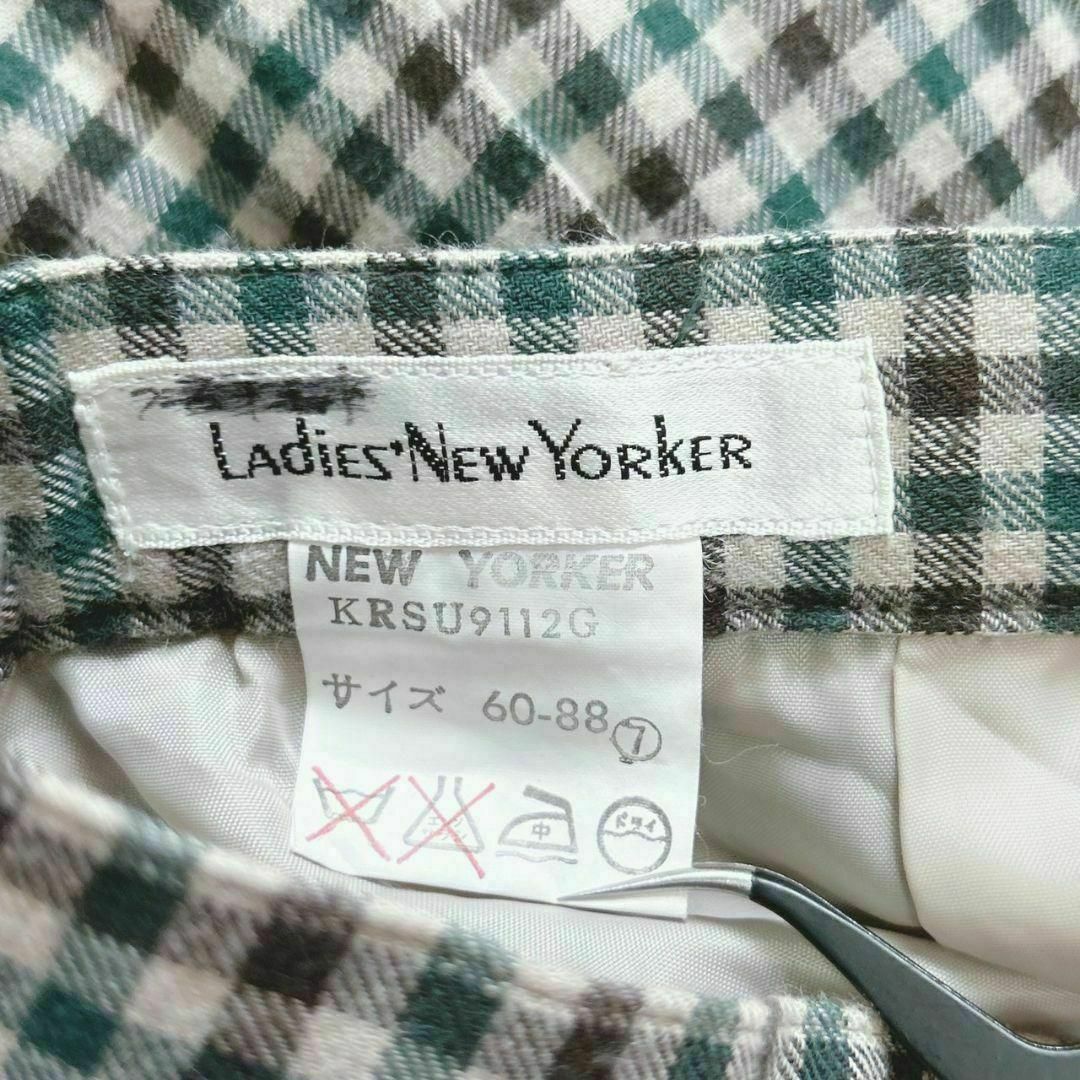 LADIES' NEW YORKER
NEW YORKER
KRSU9112G
サイズ 60-88 ⑦
中 ドライ